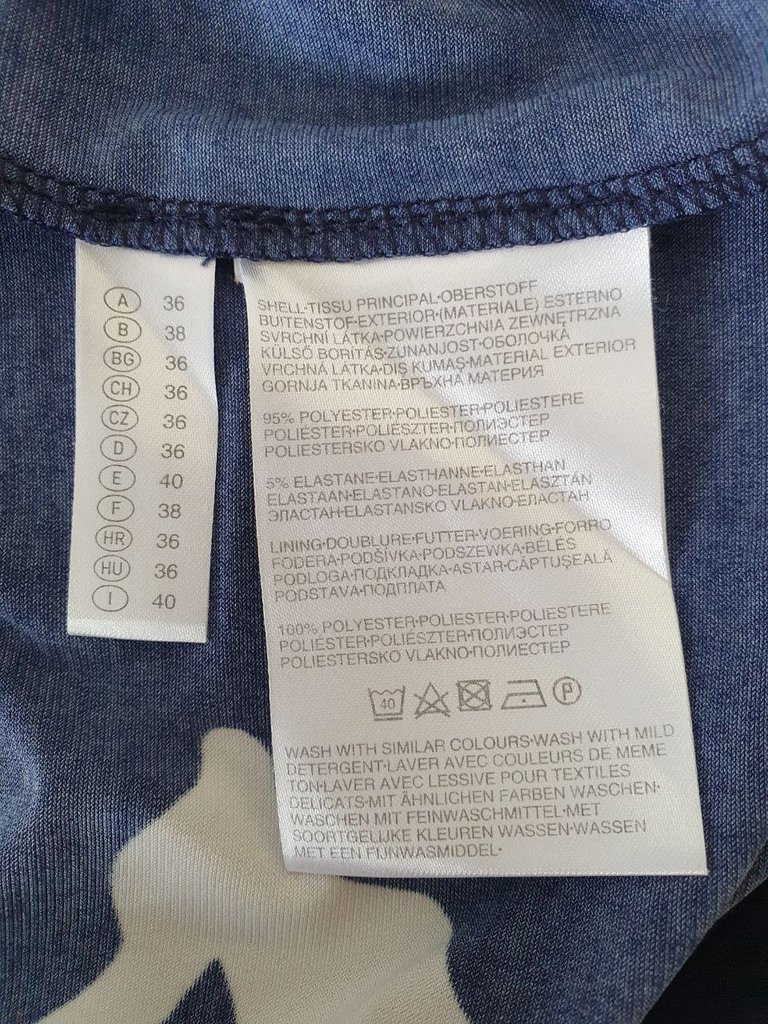 A 36
B 38
BG 36
CH 36
CZ 36
D 36
E 40
F 38
HR 36
HU 36
I 40
SHELL·TISSU PRINCIPAL·OBERSTOFF
BUITENSTOF·EXTERIOR·(MATERIALE) ESTERNO
SVRCHNÍ LÁTKA·POWIERZCHNIA ZEWNĘTRZNA
KÜLSŐ BORÍTÁS·ZUNANJOST·ОБОЛОЧКА
VRCHNÁ LÁTKA·DIŞ KUMAŞ·MATERIAL EXTERIOR
GORNJA TKANINA·ВРЪХНА МАТЕРИЯ
95% POLYESTER·POLIESTER·POLIESTERE
POLIÉSTER·POLIÉSZTER·ПОЛИЭСТЕР
POLIESTERSKO VLAKNO·ПОЛИЕСТЕР
5% ELASTANE·ELASTHANNE·ELASTHAN
ELASTAAN·ELASTANO·ELASTAN·ELASZTÁN
ЭЛАСТАН·ELASTANSKO VLAKNO·ЕЛАСТАН
LINING·DOUBLURE·FUTTER·VOERING·FORRO
FODERA·PODŠÍVKA·PODSZEWKA·BÉLÉS
PODLOGA·ПОДКЛАДКА·ASTAR·CĂPTUŞEALĂ
PODSTAVA·ПОДПЛАТА
100% POLYESTER·POLIESTER·POLIESTERE
POLIÉSTER·POLIÉSZTER·ПОЛИЭСТЕР
POLIESTERSKO VLAKNO·ПОЛИЕСТЕР
40 P
WASH WITH SIMILAR COLOURS·WASH WITH MILD
DETERGENT·LAVER AVEC COULEURS DE MEME
TON·LAVER AVEC LESSIVE POUR TEXTILES
DELICATS·MIT ÄHNLICHEN FARBEN WASCHEN·
WASCHEN MIT FEINWASCHMITTEL·MET
SOORTGELIJKE KLEUREN WASSEN·WASSEN
MET EEN FIJNWASMIDDEL·